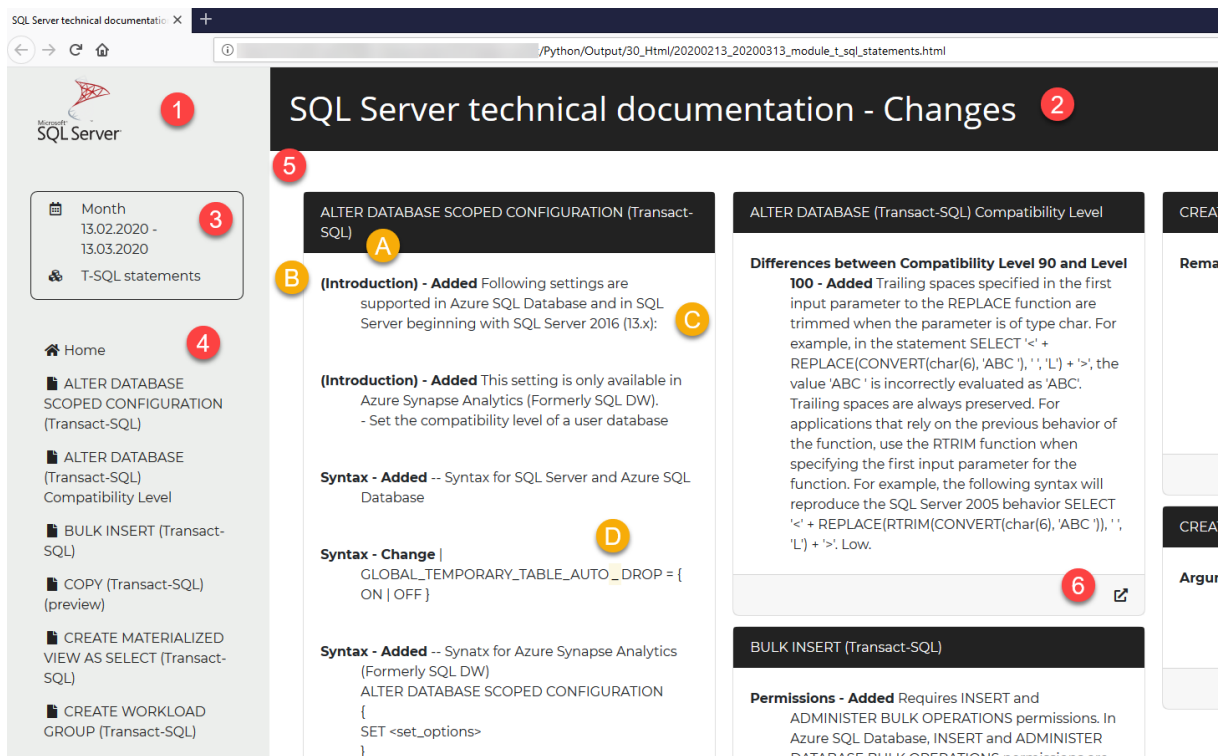 SQL Server technical documentatio
/Python/Output/30_Html/20200213_20200313_module_t_sql_statements.html
Microsoft
SQL Server
1
SQL Server technical documentation - Changes
2
3
Month
13.02.2020 -
13.03.2020
T-SQL statements
4
Home
ALTER DATABASE
SCOPED CONFIGURATION
(Transact-SQL)
ALTER DATABASE
(Transact-SQL)
Compatibility Level
BULK INSERT (Transact-
SQL)
COPY (Transact-SQL)
(preview)
CREATE MATERIALIZED
VIEW AS SELECT (Transact-
SQL)
CREATE WORKLOAD
GROUP (Transact-SQL)
5
ALTER DATABASE SCOPED CONFIGURATION (Transact-
SQL)
A
B
(Introduction) - Added Following settings are
supported in Azure SQL Database and in SQL
Server beginning with SQL Server 2016 (13.x):
C
(Introduction) - Added This setting is only available in
Azure Synapse Analytics (Formerly SQL DW).
- Set the compatibility level of a user database
Syntax - Added -- Syntax for SQL Server and Azure SQL
Database
D
Syntax - Change |
GLOBAL_TEMPORARY_TABLE_AUTO_DROP = {
ON | OFF }
Syntax - Added -- Synatx for Azure Synapse Analytics
(Formerly SQL DW)
ALTER DATABASE SCOPED CONFIGURATION
{
SET <set_options>
}
ALTER DATABASE (Transact-SQL) Compatibility Level
Differences between Compatibility Level 90 and Level
100 - Added Trailing spaces specified in the first
input parameter to the REPLACE function are
trimmed when the parameter is of type char. For
example, in the statement SELECT '<' +
REPLACE(CONVERT(char(6), 'ABC '), ' ', 'L') + '>', the
value 'ABC ' is incorrectly evaluated as 'ABC'.
Trailing spaces are always preserved. For
applications that rely on the previous behavior of
the function, use the RTRIM function when
specifying the first input parameter for the
function. For example, the following syntax will
reproduce the SQL Server 2005 behavior SELECT
'<' + REPLACE(RTRIM(CONVERT(char(6), 'ABC ')), ' ',
'L') + '>'. Low.
6
BULK INSERT (Transact-SQL)
Permissions - Added Requires INSERT and
ADMINISTER BULK OPERATIONS permissions. In
Azure SQL Database, INSERT and ADMINISTER
DATABASE BULK OPERATIONS permissions are
CREA
Rema
CREA
Argu